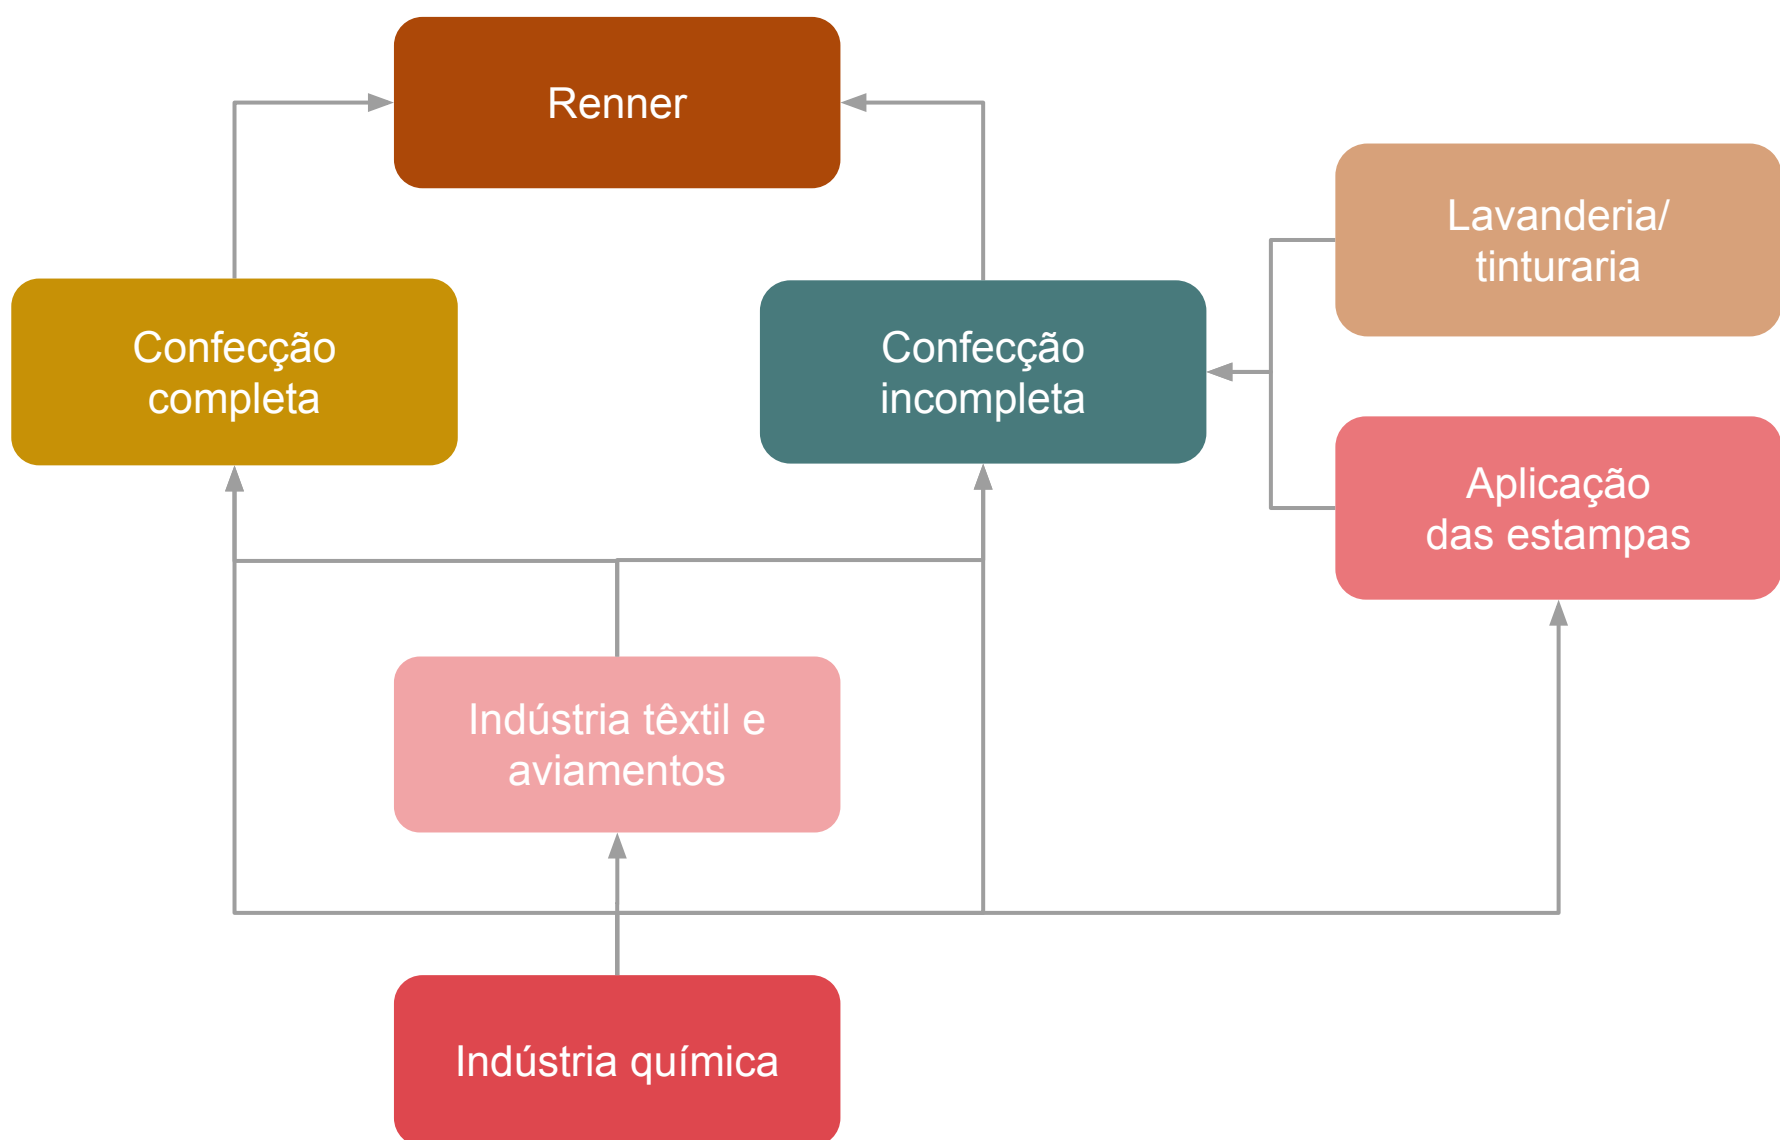 Renner
Lavanderia/
tinturaria
Confecção
completa
Confecção
incompleta
Aplicação
das estampas
Indústria têxtil e
aviamentos
Indústria química